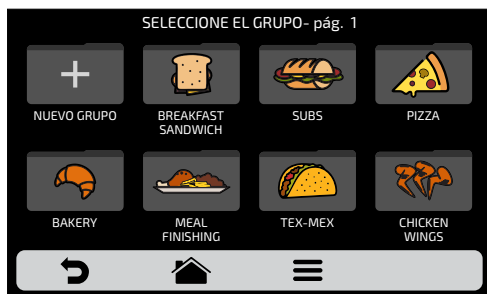 SELECCIONE EL GRUPO- pág. 1
NUEVO GRUPO
BREAKFAST
SANDWICH
SUBS
PIZZA
BAKERY
MEAL
FINISHING
TEX-MEX
CHICKEN
WINGS